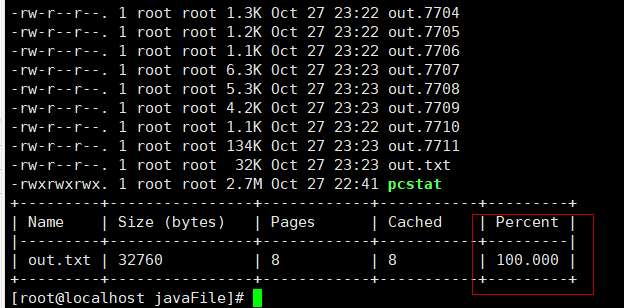 -rw-r--r--. 1 root root 1.3K Oct 27 23:22 out.7704
-rw-r--r--. 1 root root 1.2K Oct 27 23:22 out.7705
-rw-r--r--. 1 root root 1.1K Oct 27 23:22 out.7706
-rw-r--r--. 1 root root 6.3K Oct 27 23:23 out.7707
-rw-r--r--. 1 root root 5.3K Oct 27 23:23 out.7708
-rw-r--r--. 1 root root 4.2K Oct 27 23:23 out.7709
-rw-r--r--. 1 root root 1.1K Oct 27 23:22 out.7710
-rw-r--r--. 1 root root 134K Oct 27 23:23 out.7711
-rw-r--r--. 1 root root  32K Oct 27 23:23 out.txt
-rwxrwxrwx. 1 root root 2.7M Oct 27 22:41 pcstat
+---------+----------------+------------+-----------+---------+
| Name    | Size (bytes)   | Pages      | Cached    | Percent |
|---------+----------------+------------+-----------+---------|
| out.txt | 32760          | 8          | 8         | 100.000 |
+---------+----------------+------------+-----------+---------+
[root@localhost javaFile]#